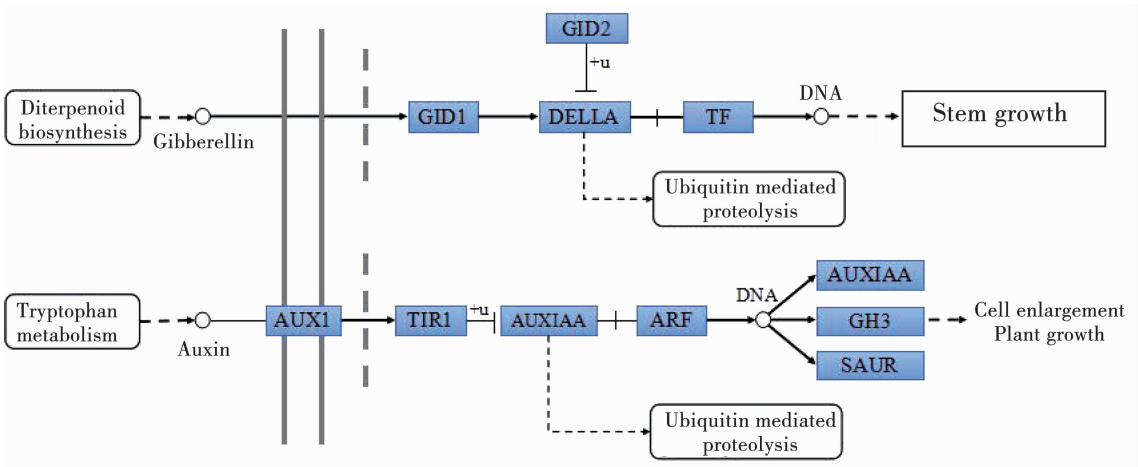 GID2
+u
Diterpenoid
biosynthesis
Gibberellin
GID1
DELLA
TF
DNA
Stem growth
Ubiquitin mediated
proteolysis
Tryptophan
metabolism
Auxin
AUX1
TIR1
+u
AUXIAA
ARF
DNA
AUXIAA
GH3
SAUR
Cell enlargement
Plant growth
Ubiquitin mediated
proteolysis